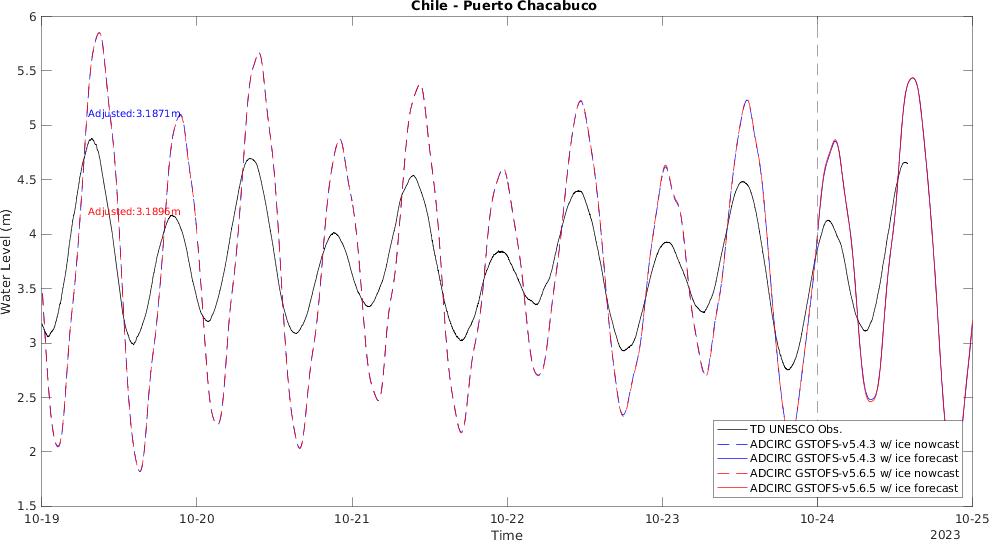 Chile - Puerto Chacabuco
6
5.5
5
4.5
4
3.5
3
2.5
2
1.5
Water Level (m)
Adjusted:3.1871m
Adjusted:3.1896m
TD UNESCO Obs.
ADCIRC GSTOFS-v5.4.3 w/ ice nowcast
ADCIRC GSTOFS-v5.4.3 w/ ice forecast
ADCIRC GSTOFS-v5.6.5 w/ ice nowcast
ADCIRC GSTOFS-v5.6.5 w/ ice forecast
10-19 10-20 10-21 10-22 10-23 10-24 10-25
Time
2023